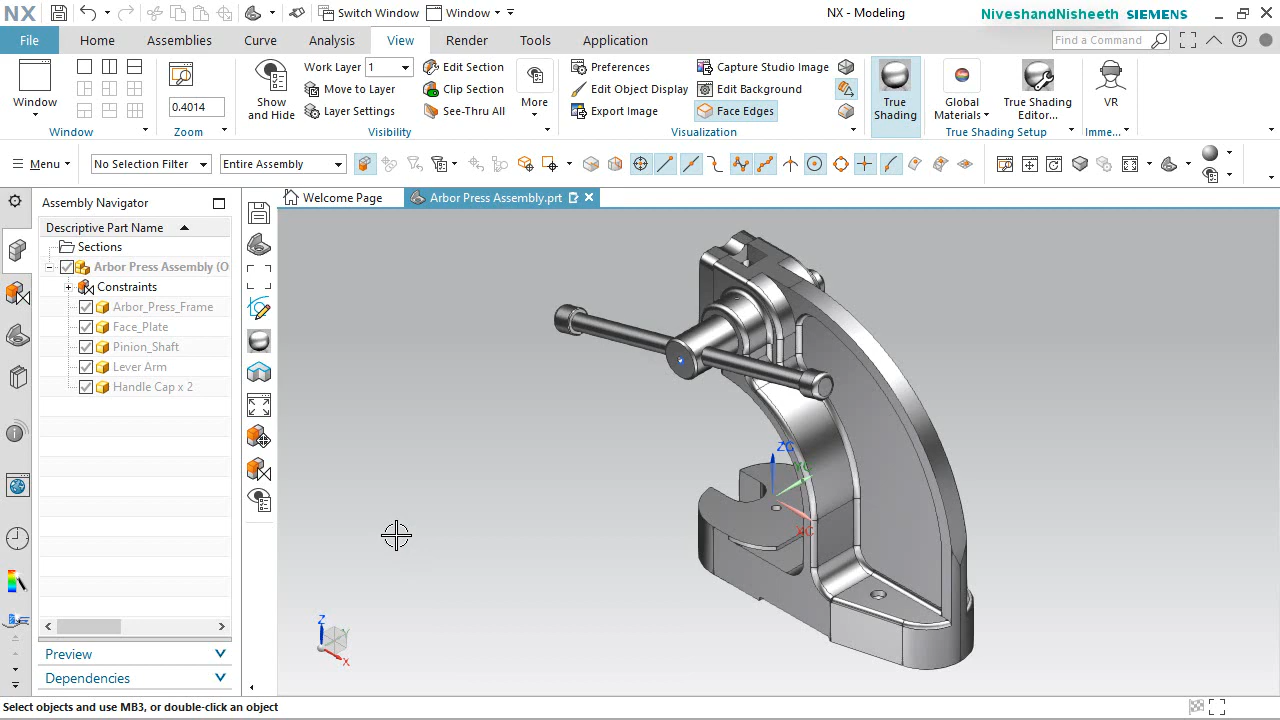 NX Switch Window Window NX - Modeling NiveshandNisheeth SIEMENS
File Home Assemblies Curve Analysis View Render Tools Application Find a Command
Work Layer 1 Edit Section Preferences Capture Studio Image
Move to Layer Clip Section Edit Object Display Edit Background
Window 0.4014 Show and Hide Layer Settings See-Thru All More Export Image Face Edges True Shading Global Materials True Shading Editor... VR
Window Zoom Visibility Visualization True Shading Setup Imme...
Menu No Selection Filter Entire Assembly
Assembly Navigator
Welcome Page Arbor Press Assembly.prt
Descriptive Part Name
Sections
Arbor Press Assembly (O
Constraints
Arbor_Press_Frame
Face_Plate
Pinion_Shaft
Lever Arm
Handle Cap x 2
ZC
YC
XC
Z
Y
X
Preview
Dependencies
Select objects and use MB3, or double-click an object